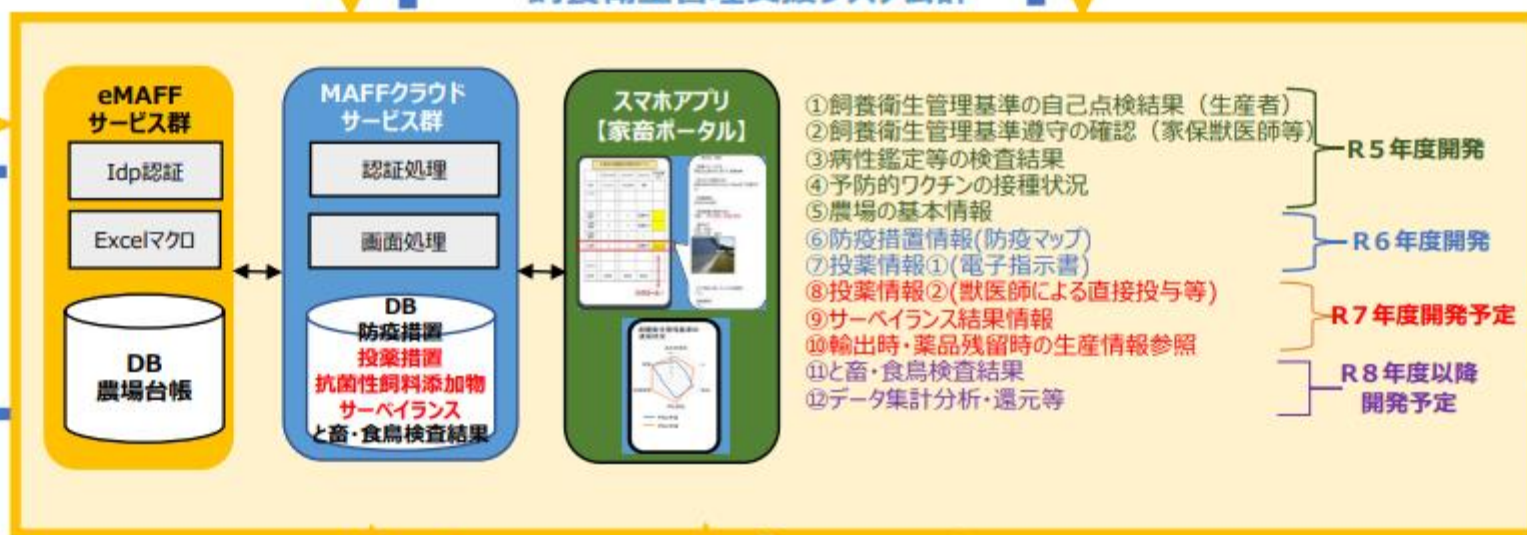 eMAFF
サービス群
Idp認証
Excelマクロ
DB
農場台帳
MAFFクラウド
サービス群
認証処理
画面処理
DB
防疫措置
投薬措置
抗菌性飼料添加物
サーベイランス
と畜・食鳥検査結果
スマホアプリ
【家畜ポータル】
①飼養衛生管理基準の自己点検結果（生産者）
②飼養衛生管理基準遵守の確認（家保獣医師等）
③病性鑑定等の検査結果
④予防的ワクチンの接種状況
⑤農場の基本情報
R５年度開発
⑥防疫措置情報(防疫マップ)
⑦投薬情報①(電子指示書)
R６年度開発
⑧投薬情報②(獣医師による直接投与等)
⑨サーベイランス結果情報
⑩輸出時・薬品残留時の生産情報参照
R７年度開発予定
⑪と畜・食鳥検査結果
⑫データ集計分析・還元等
R８年度以降
開発予定